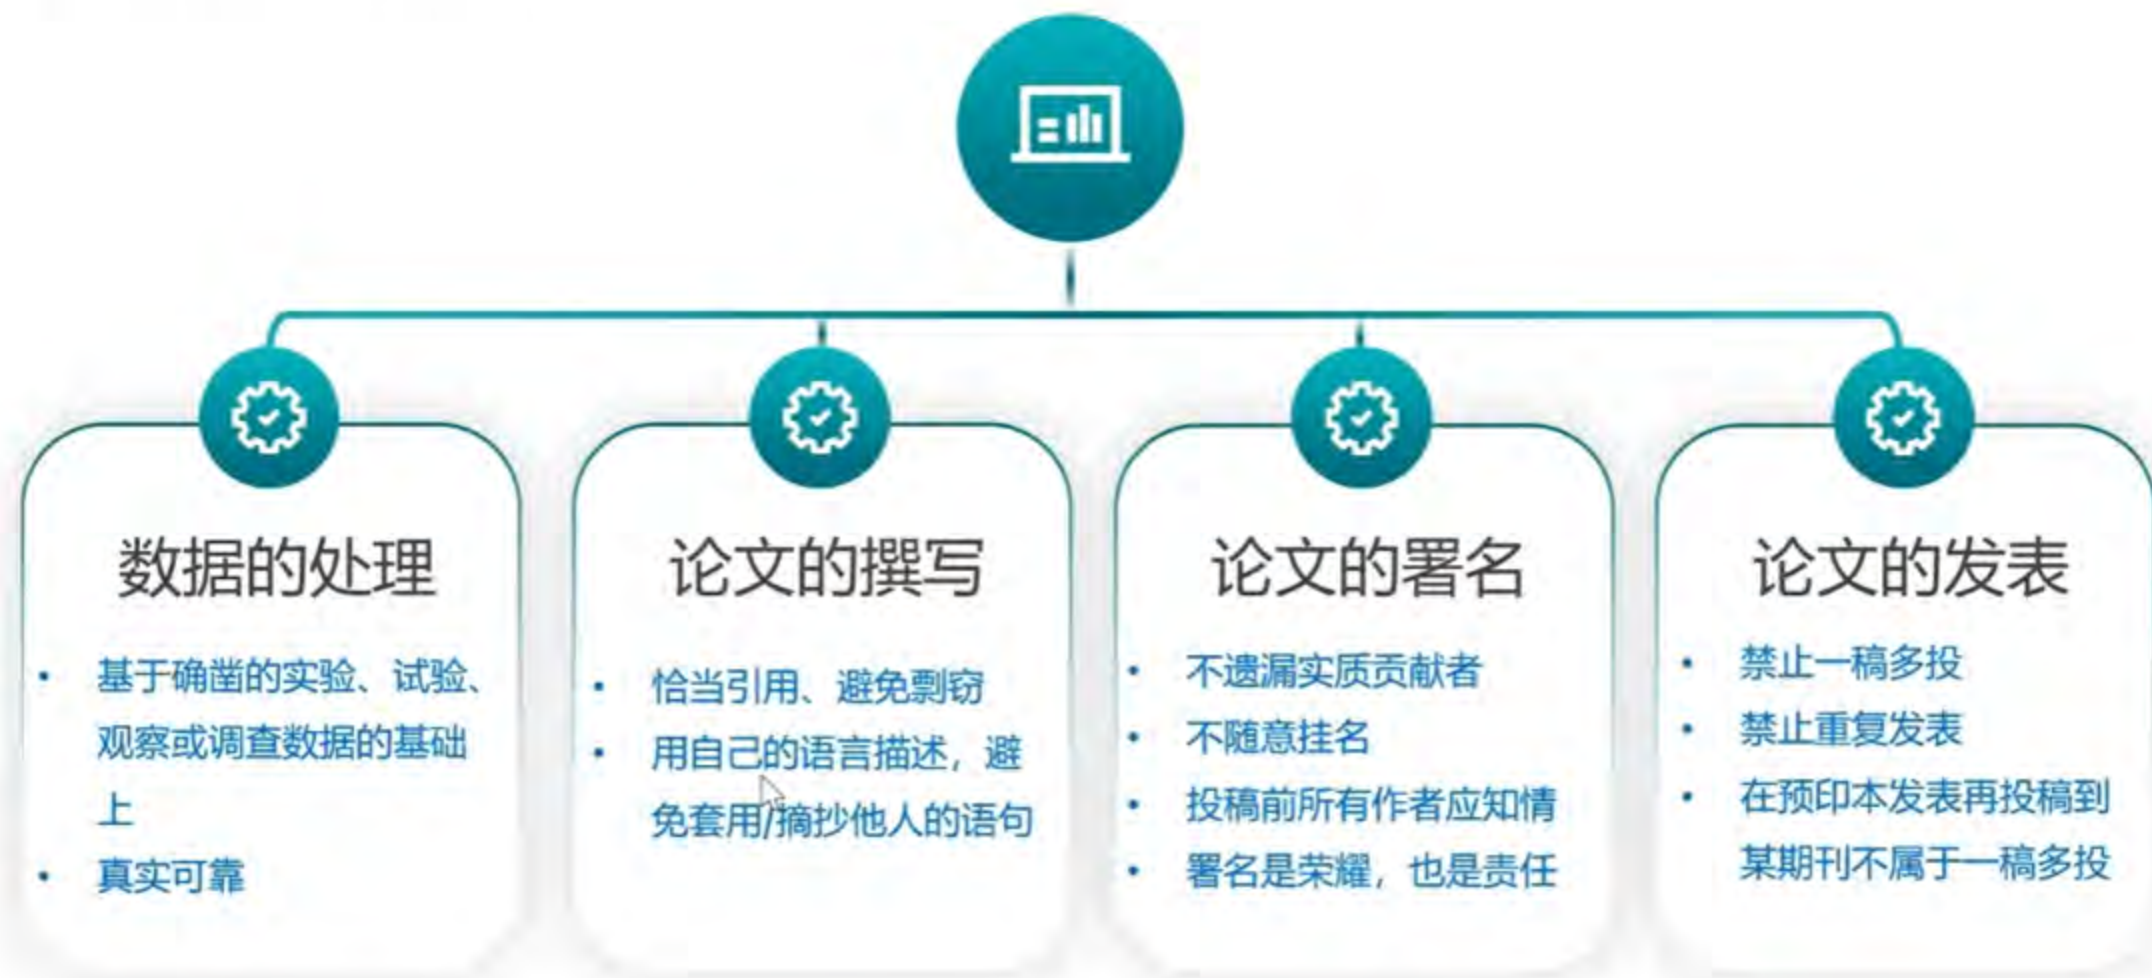 数据的处理
• 基于确凿的实验、试验、
观察或调查数据的基础
上
• 真实可靠
论文的撰写
• 恰当引用、避免剽窃
• 用自己的语言描述，避
免套用/摘抄他人的语句
论文的署名
• 不遗漏实质贡献者
• 不随意挂名
• 投稿前所有作者应知情
• 署名是荣耀，也是责任
论文的发表
• 禁止一稿多投
• 禁止重复发表
• 在预印本发表再投稿到
某期刊不属于一稿多投